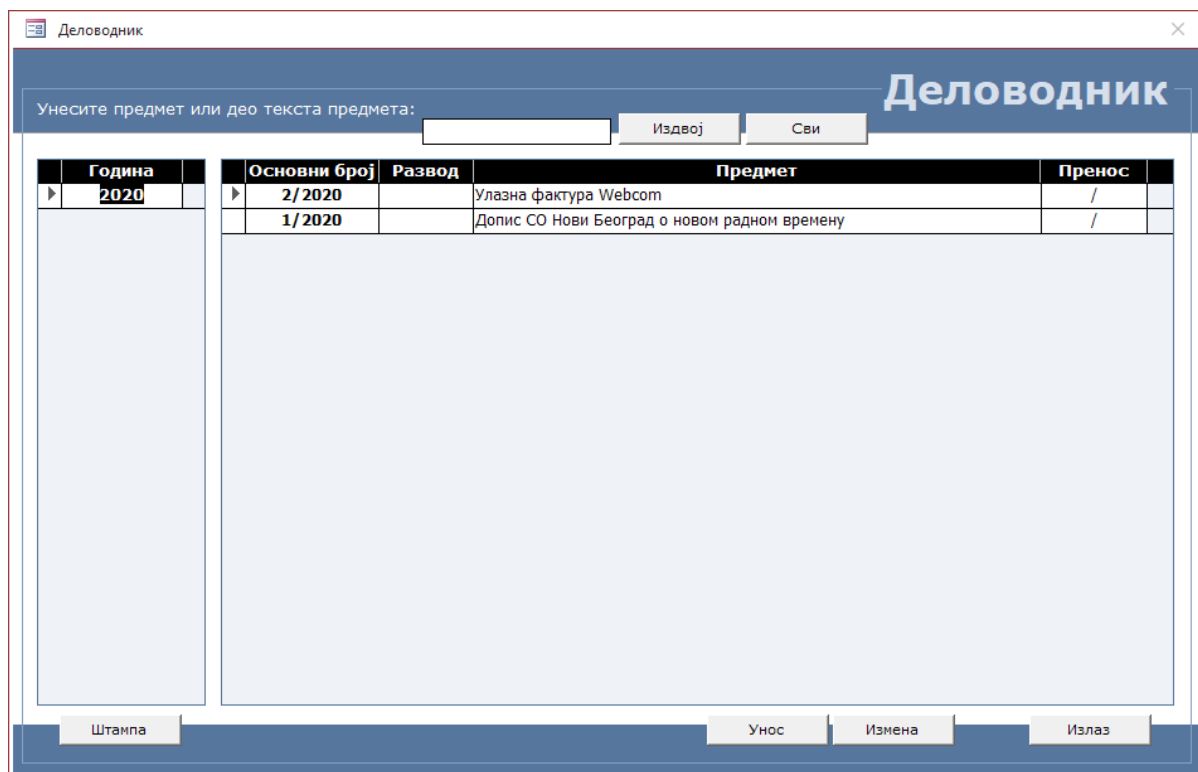 Деловодник
Деловодник
Унесите предмет или део текста предмета:
Издвој Сви
Година Основни број Развод Предмет Пренос
2020 2/2020 Улазна фактура Webcom /
1/2020 Допис СО Нови Београд о новом радном времену /
Штампа Унос Измена Излаз